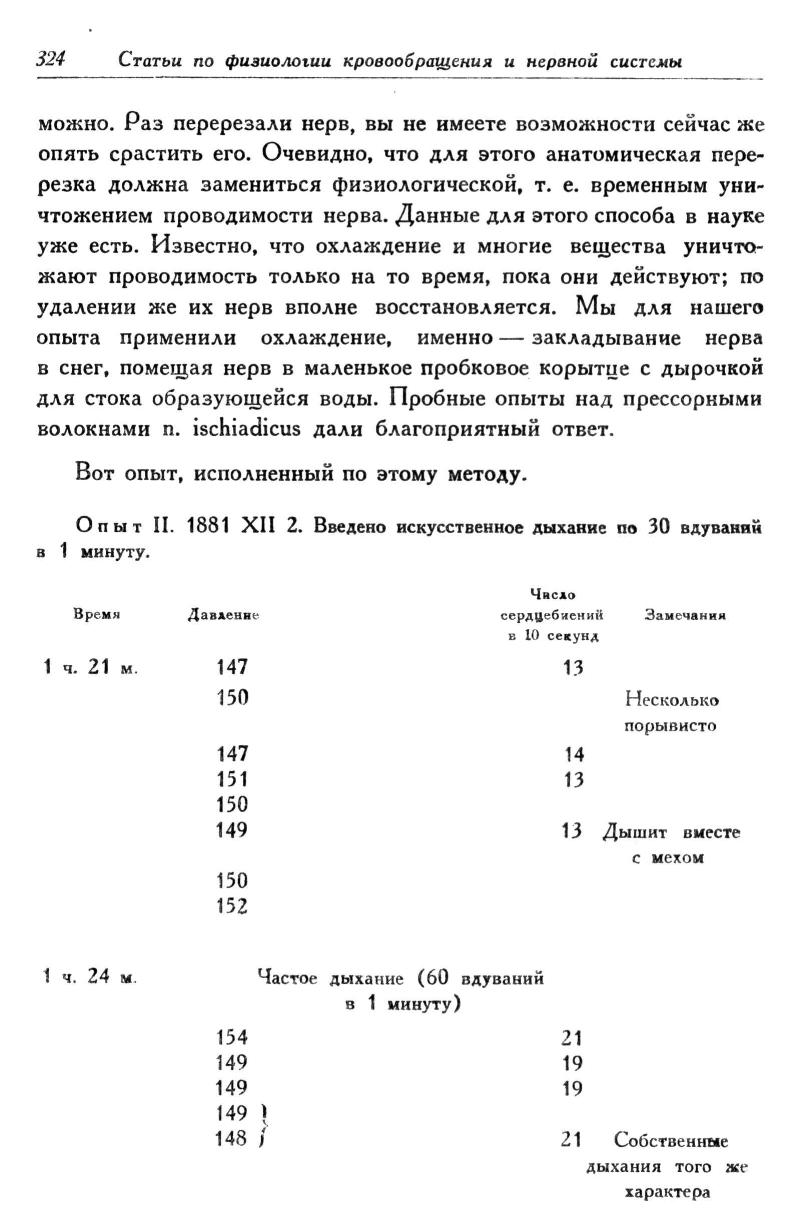 324 Статьи по физиологии кровообращения и нервной системы
можно. Раз перерезали нерв, вы не имеете возможности сейчас же
опять срастить его. Очевидно, что для этого анатомическая пере-
резка должна замениться физиологической, т. е. временным уни-
чтожением проводимости нерва. Данные для этого способа в науке
уже есть. Известно, что охлаждение и многие вещества уничто-
жают проводимость только на то время, пока они действуют; по
удалении же их нерв вполне восстановляется. Мы для нашего
опыта применили охлаждение, именно — закладывание нерва
в снег, помещая нерв в маленькое пробковое корытце с дырочкой
для стока образующейся воды. Пробные опыты над прессорными
волокнами n. ischiadicus дали благоприятный ответ.
Вот опыт, исполненный по этому методу.
Опыт II. 1881 XII 2. Введено искусственное дыхание по 30 вдуваний
в 1 минуту.
Число
Время Давление сердцебиений Замечания
в 10 секунд
1 ч. 21 м. 147 13
150 Несколько
порывисто
147 14
151 13
150
149 13 Дышит вместе
с мехом
150
152
1 ч. 24 м. Частое дыхание (60 вдуваний
в 1 минуту)
154 21
149 19
149 19
149 }
148 } 21 Собственные
дыхания того же
характера